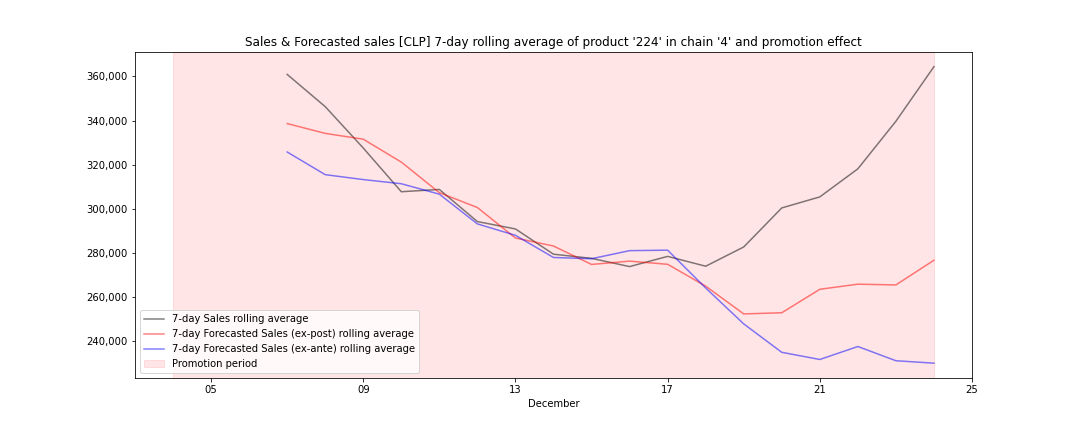 Sales & Forecasted sales [CLP] 7-day rolling average of product '224' in chain '4' and promotion effect
360,000
340,000
320,000
300,000
280,000
260,000
240,000
7-day Sales rolling average
7-day Forecasted Sales (ex-post) rolling average
7-day Forecasted Sales (ex-ante) rolling average
Promotion period
05 09 13 17 21 25
December